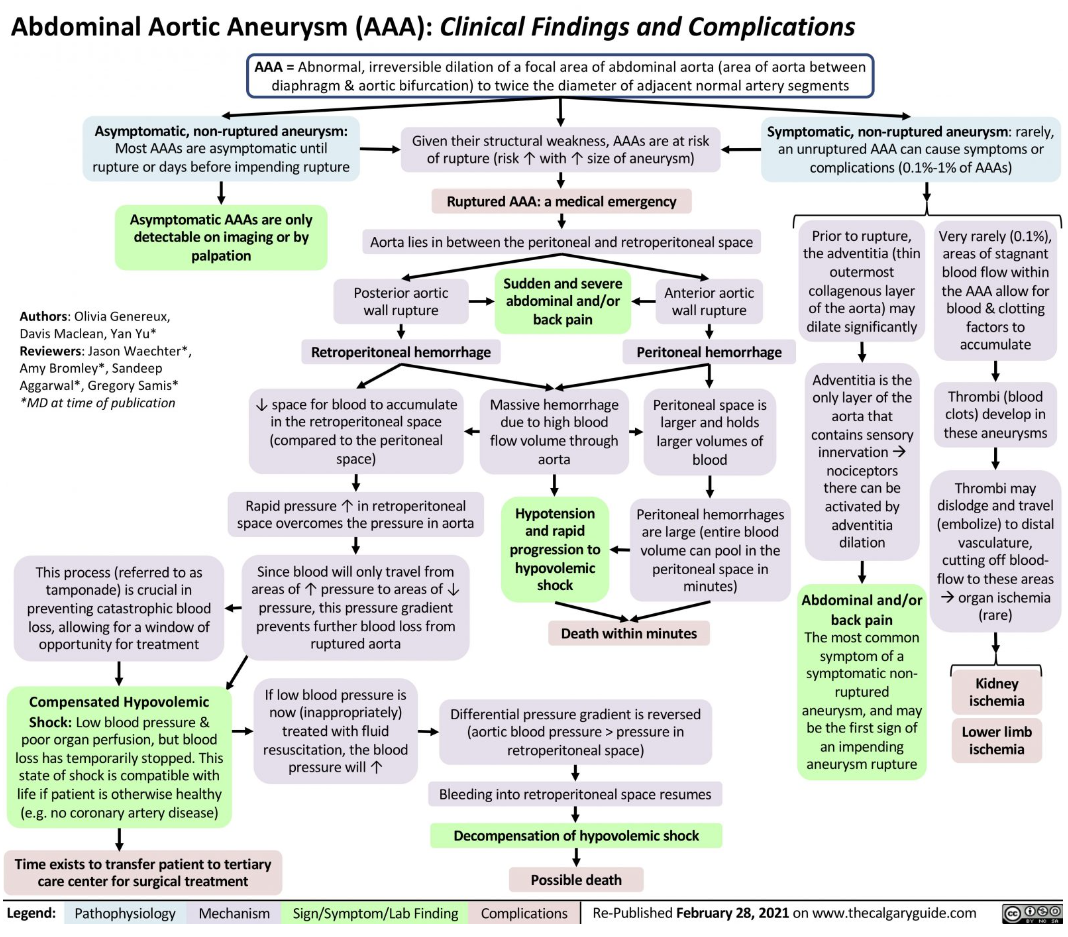 Abdominal Aortic Aneurysm (AAA): Clinical Findings and Complications
AAA = Abnormal, irreversible dilation of a focal area of abdominal aorta (area of aorta between
diaphragm & aortic bifurcation) to twice the diameter of adjacent normal artery segments
Asymptomatic, non-ruptured aneurysm:
Most AAAs are asymptomatic until
rupture or days before impending rupture
Given their structural weakness, AAAs are at risk
of rupture (risk ↑ with ↑ size of aneurysm)
Symptomatic, non-ruptured aneurysm: rarely,
an unruptured AAA can cause symptoms or
complications (0.1%-1% of AAAs)
Asymptomatic AAAs are only
detectable on imaging or by
palpation
Ruptured AAA: a medical emergency
Aorta lies in between the peritoneal and retroperitoneal space
Posterior aortic
wall rupture
Sudden and severe
abdominal and/or
back pain
Anterior aortic
wall rupture
Authors: Olivia Genereux,
Davis Maclean, Yan Yu*
Reviewers: Jason Waechter*,
Amy Bromley*, Sandeep
Aggarwal*, Gregory Samis*
*MD at time of publication
Retroperitoneal hemorrhage
Peritoneal hemorrhage
↓ space for blood to accumulate
in the retroperitoneal space
(compared to the peritoneal
space)
Massive hemorrhage
due to high blood
flow volume through
aorta
Peritoneal space is
larger and holds
larger volumes of
blood
Rapid pressure ↑ in retroperitoneal
space overcomes the pressure in aorta
Hypotension
and rapid
progression to
hypovolemic
shock
Peritoneal hemorrhages
are large (entire blood
volume can pool in the
peritoneal space in
minutes)
Death within minutes
This process (referred to as
tamponade) is crucial in
preventing catastrophic blood
loss, allowing for a window of
opportunity for treatment
Since blood will only travel from
areas of ↑ pressure to areas of ↓
pressure, this pressure gradient
prevents further blood loss from
ruptured aorta
Compensated Hypovolemic
Shock: Low blood pressure &
poor organ perfusion, but blood
loss has temporarily stopped. This
state of shock is compatible with
life if patient is otherwise healthy
(e.g. no coronary artery disease)
If low blood pressure is
now (inappropriately)
treated with fluid
resuscitation, the blood
pressure will ↑
Differential pressure gradient is reversed
(aortic blood pressure > pressure in
retroperitoneal space)
Bleeding into retroperitoneal space resumes
Decompensation of hypovolemic shock
Possible death
Time exists to transfer patient to tertiary
care center for surgical treatment
Prior to rupture,
the adventitia (thin
outermost
collagenous layer
of the aorta) may
dilate significantly
Adventitia is the
only layer of the
aorta that
contains sensory
innervation →
nociceptors
there can be
activated by
adventitia
dilation
Abdominal and/or
back pain
The most common
symptom of a
symptomatic non-
ruptured
aneurysm, and may
be the first sign of
an impending
aneurysm rupture
Very rarely (0.1%),
areas of stagnant
blood flow within
the AAA allow for
blood & clotting
factors to
accumulate
Thrombi (blood
clots) develop in
these aneurysms
Thrombi may
dislodge and travel
(embolize) to distal
vasculature,
cutting off blood-
flow to these areas
→ organ ischemia
(rare)
Kidney
ischemia
Lower limb
ischemia
Legend: Pathophysiology Mechanism Sign/Symptom/Lab Finding Complications Re-Published February 28, 2021 on www.thecalgaryguide.com
cc BY NC SA